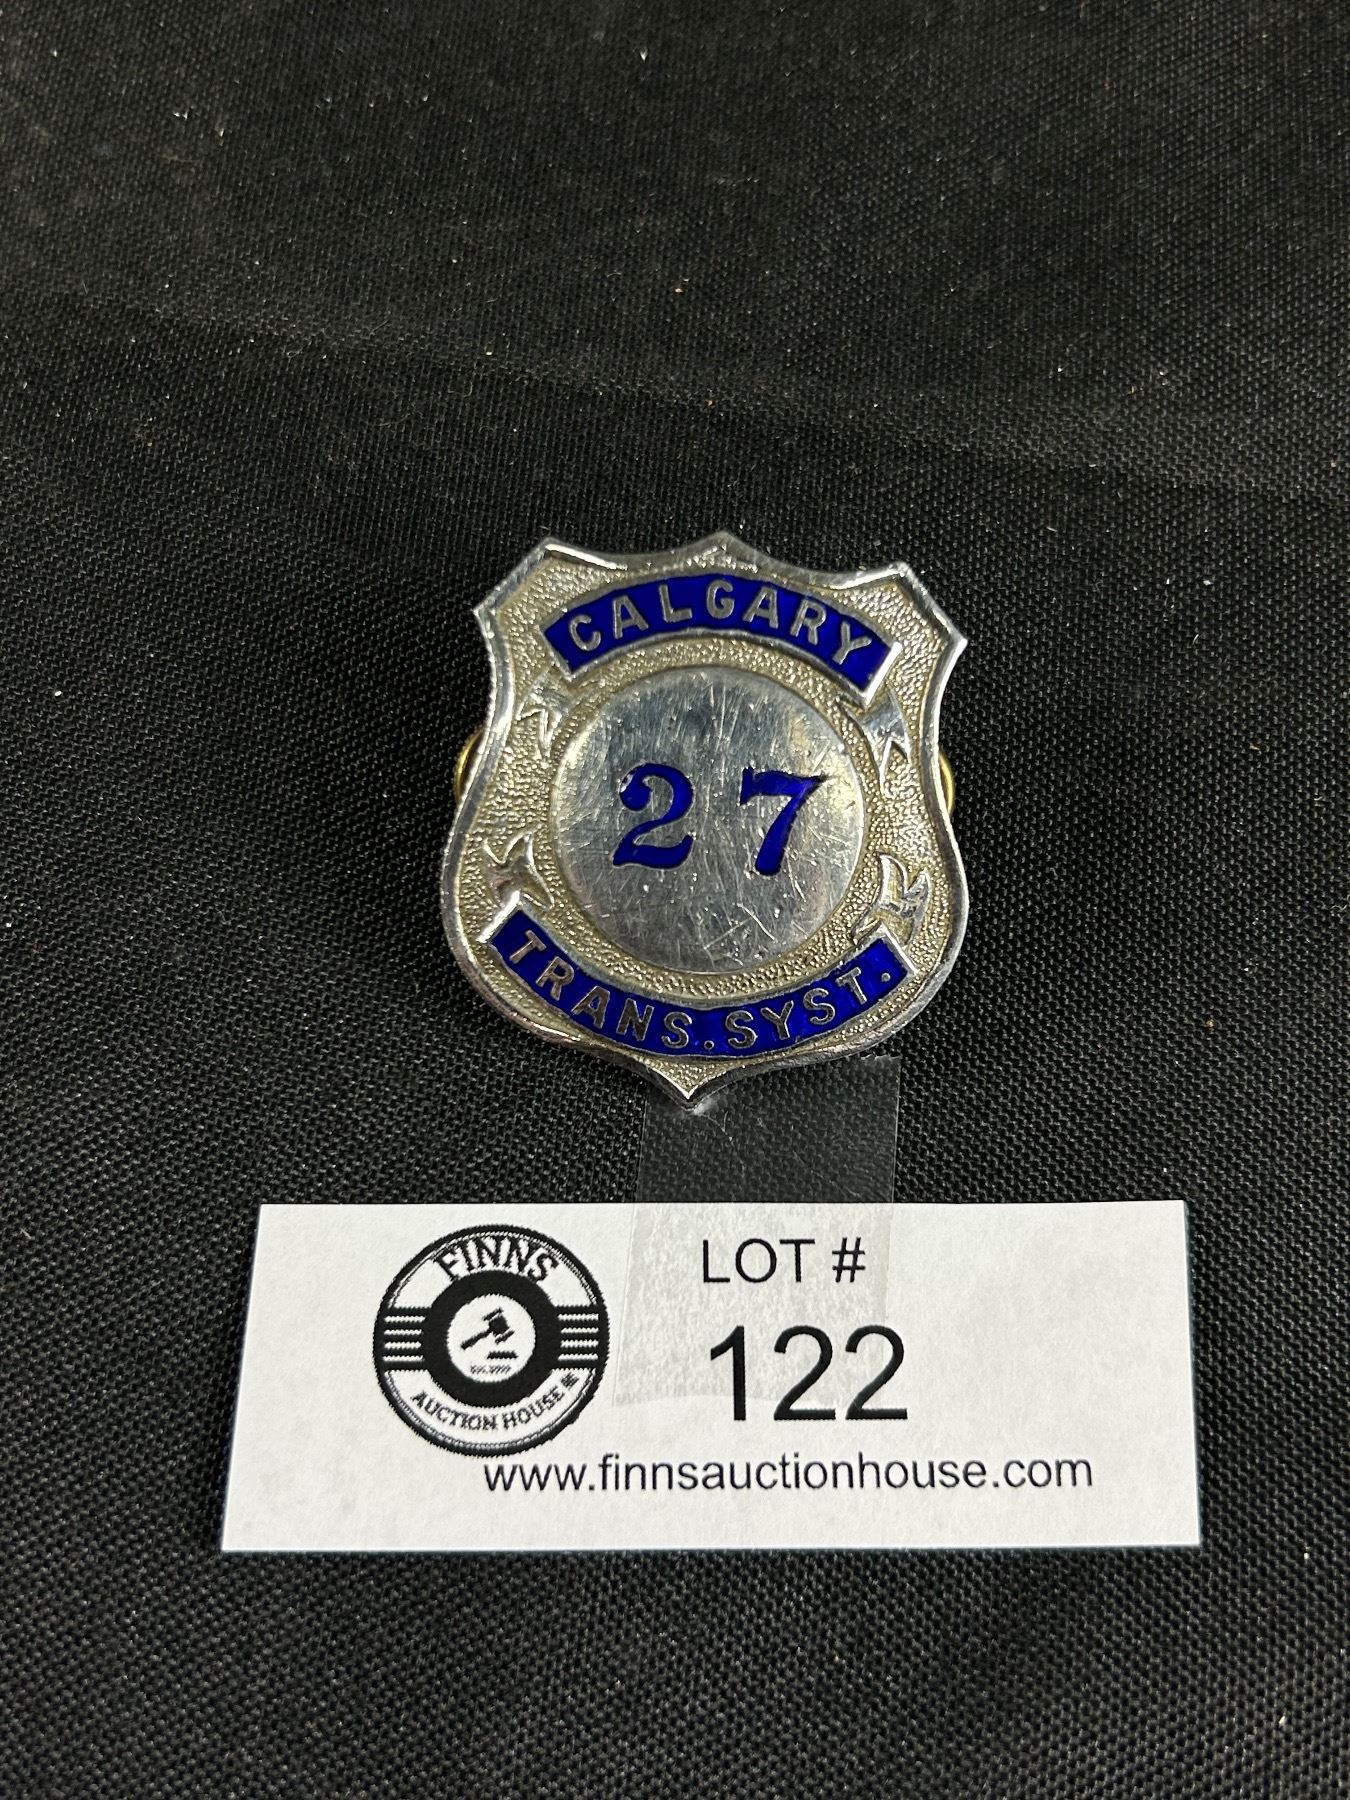 CALGARY
27
TRANS. SYST.
FINNS
AUCTION HOUSE
LOT #
122
www.finnsauctionhouse.com